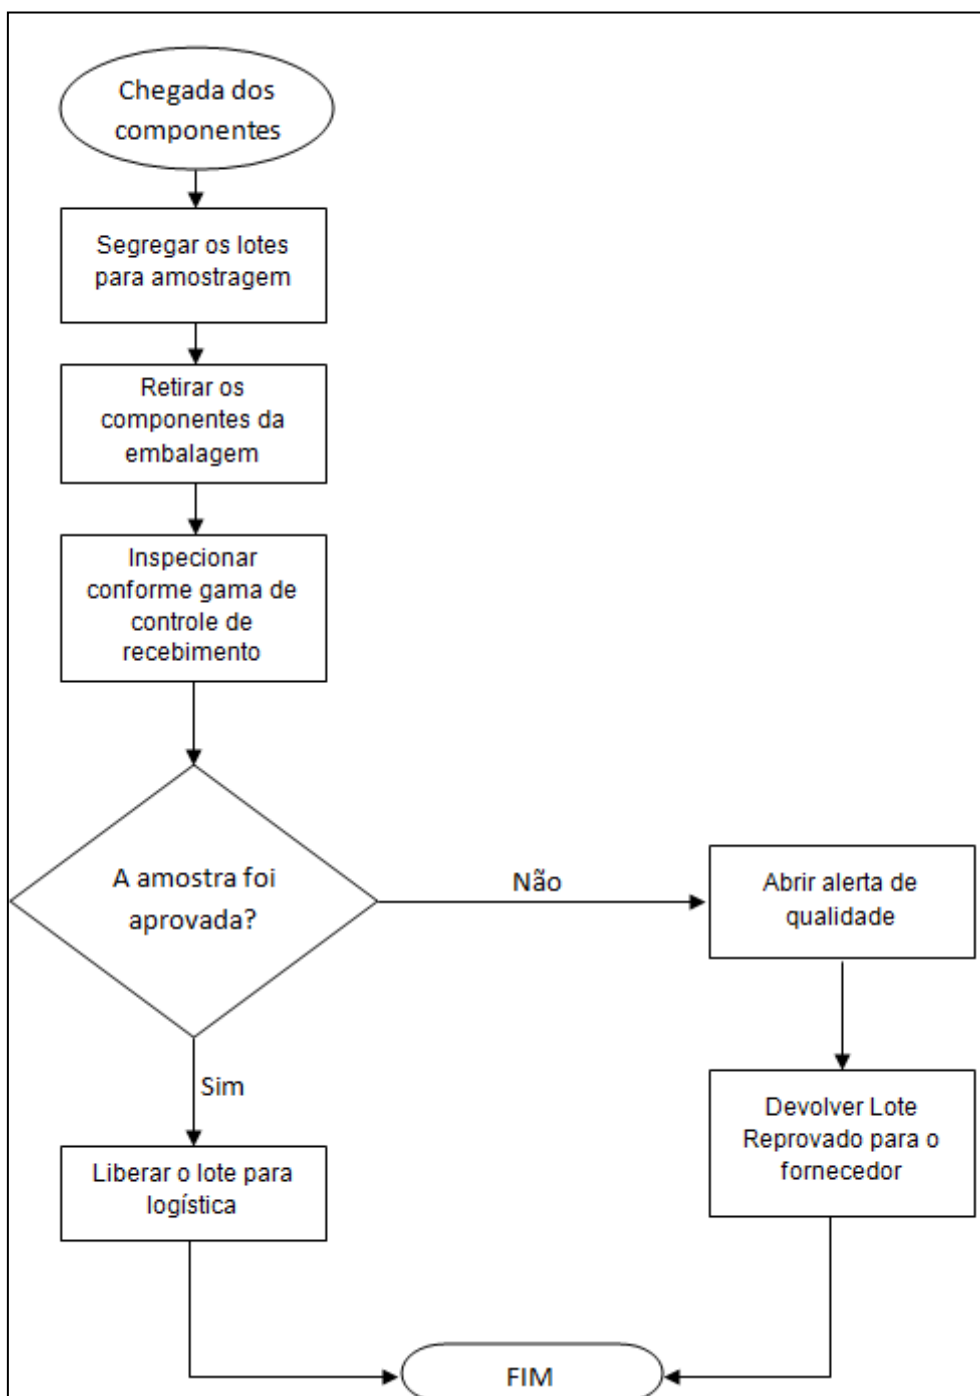 Chegada dos
componentes
Segregar os lotes
para amostragem
Retirar os
componentes da
embalagem
Inspecionar
conforme gama de
controle de
recebimento
A amostra foi
aprovada?
Não
Abrir alerta de
qualidade
Sim
Devolver Lote
Reprovado para o
fornecedor
Liberar o lote para
logística
FIM